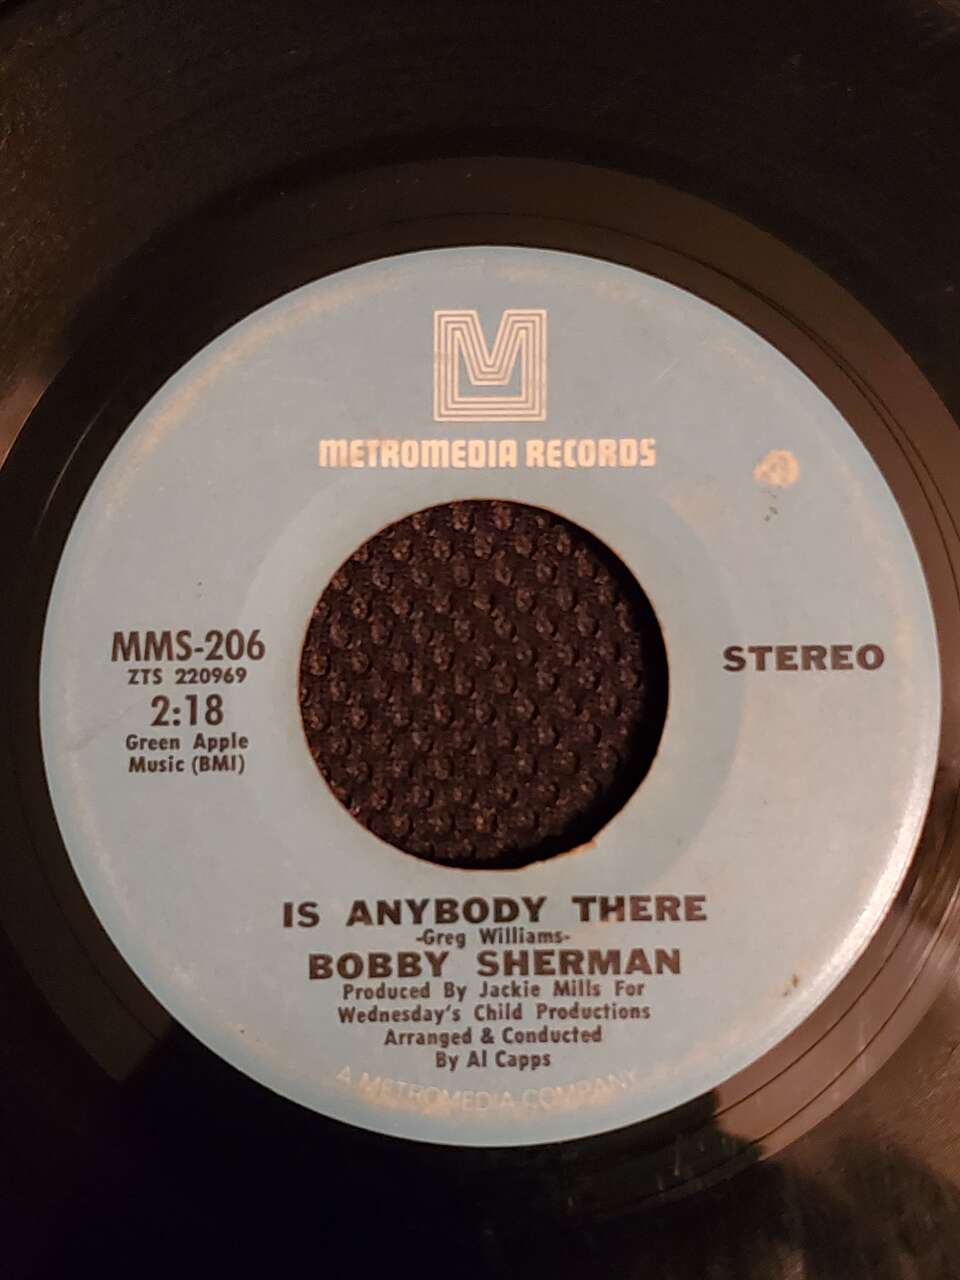 M
METROMEDIA RECORDS
MMS-206
ZTS 220969
2:18
Green Apple
Music (BMI)
STEREO
IS ANYBODY THERE
-Greg Williams-
BOBBY SHERMAN
Produced By Jackie Mills For
Wednesday's Child Productions
Arranged & Conducted
By Al Capps
A METROMEDIA COMPANY